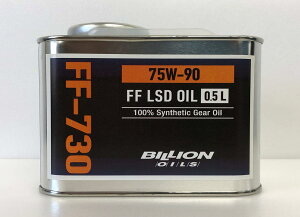 FF-730
75W-90
FF LSD OIL 0.5L
100% Synthetic Gear Oil
BILLION
OILS